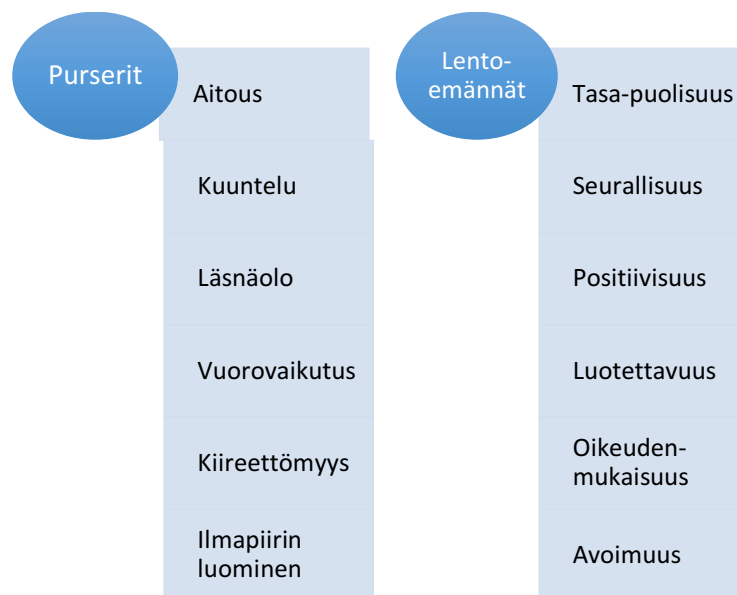 Purserit
Aitous
Kuuntelu
Läsnäolo
Vuorovaikutus
Kiireettömyys
Ilmapiirin
luominen
Lento-
emännät
Tasa-puolisuus
Seurallisuus
Positiivisuus
Luotettavuus
Oikeuden-
mukaisuus
Avoimuus